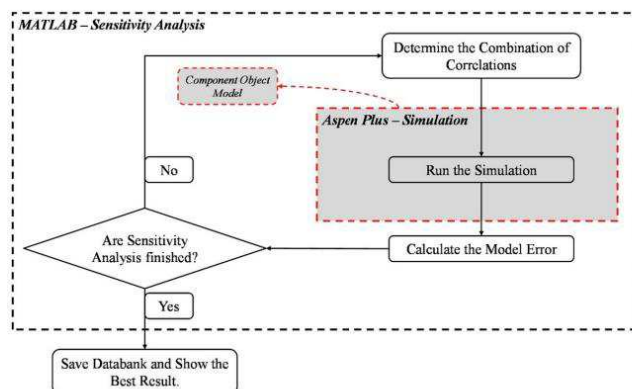 MATLAB – Sensitivity Analysis
Determine the Combination of
Correlations
Component Object
Model
Aspen Plus – Simulation
Run the Simulation
No
Are Sensitivity
Analysis finished?
Calculate the Model Error
Yes
Save Databank and Show the
Best Result.